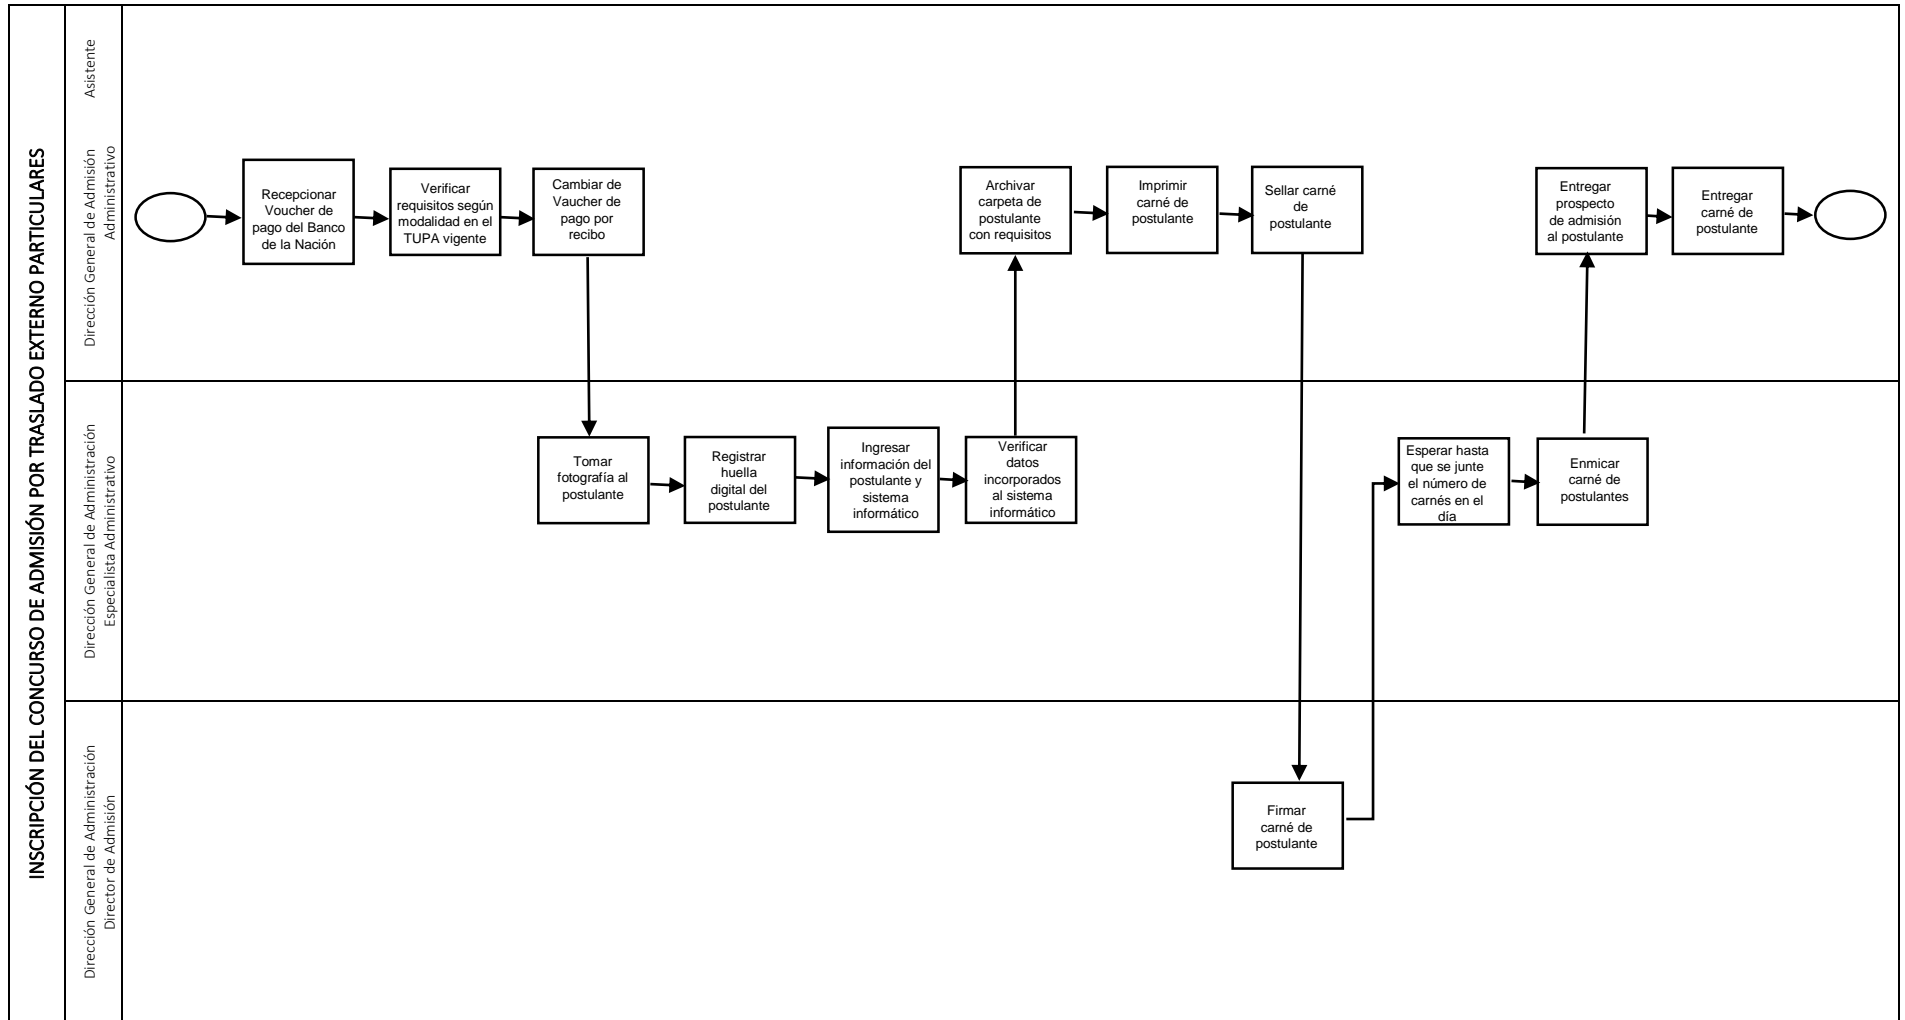 INSCRIPCIÓN DEL CONCURSO DE ADMISIÓN POR TRASLADO EXTERNO PARTICULARES
Dirección General de Admisión Asistente
Administrativo
Recepcionar
Voucher de
pago del Banco
de la Nación
Verificar
requisitos según
modalidad en el
TUPA vigente
Cambiar de
Vaucher de
pago por
recibo
Archivar
carpeta de
postulante
con requisitos
Imprimir
carné de
postulante
Sellar carné
de
postulante
Entregar
prospecto
de admisión
al postulante
Entregar
carné de
postulante
Dirección General de Administración
Especialista Administrativo
Tomar
fotografía al
postulante
Registrar
huella
digital del
postulante
Ingresar
información del
postulante y
sistema
informático
Verificar
datos
incorporados
al sistema
informático
Esperar hasta
que se junte
el número de
carnés en el
día
Enmicar
carné de
postulantes
Dirección General de Administración
Director de Admisión
Firmar
carné de
postulante